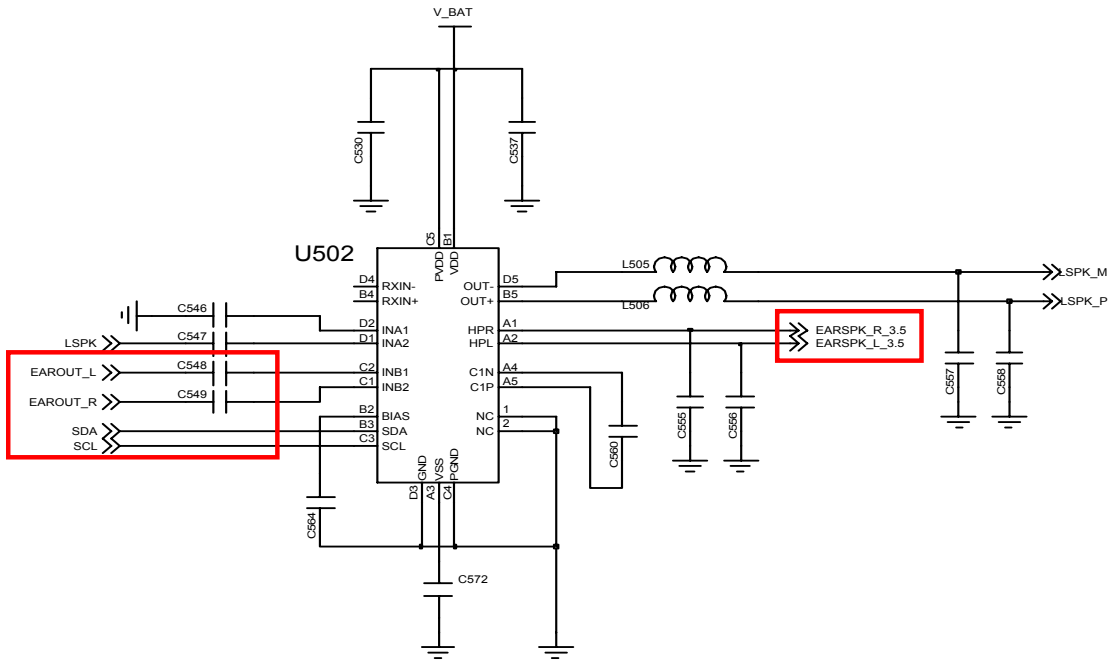 V_BAT
C530
C537
U502
C5
B1
PVDD
VDD
D4
RXIN-
B4
RXIN+
D2
INA1
D1
INA2
C2
INB1
C1
INB2
B2
BIAS
B3
SDA
C3
SCL
OUT-
D5
OUT+
B5
HPR
A1
HPL
A2
C1N
A4
C1P
A5
NC
1
NC
2
GND
VSS
PGND
D3
A3
C4
C546
LSPK
C547
EAROUT_L
C548
EAROUT_R
C549
SDA
SCL
L505
LSPK_M
L506
LSPK_P
EARSPK_R_3.5
EARSPK_L_3.5
C557
C558
C555
C556
C560
C564
C572